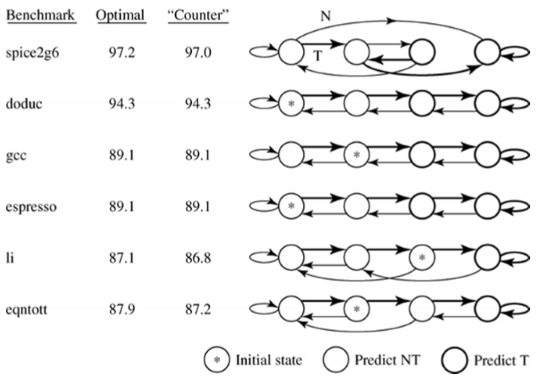 Benchmark Optimal "Counter"
N
spice2g6 97.2 97.0
T
doduc 94.3 94.3
*
gcc 89.1 89.1
*
espresso 89.1 89.1
*
li 87.1 86.8
*
eqntott 87.9 87.2
*
* Initial state Predict NT Predict T